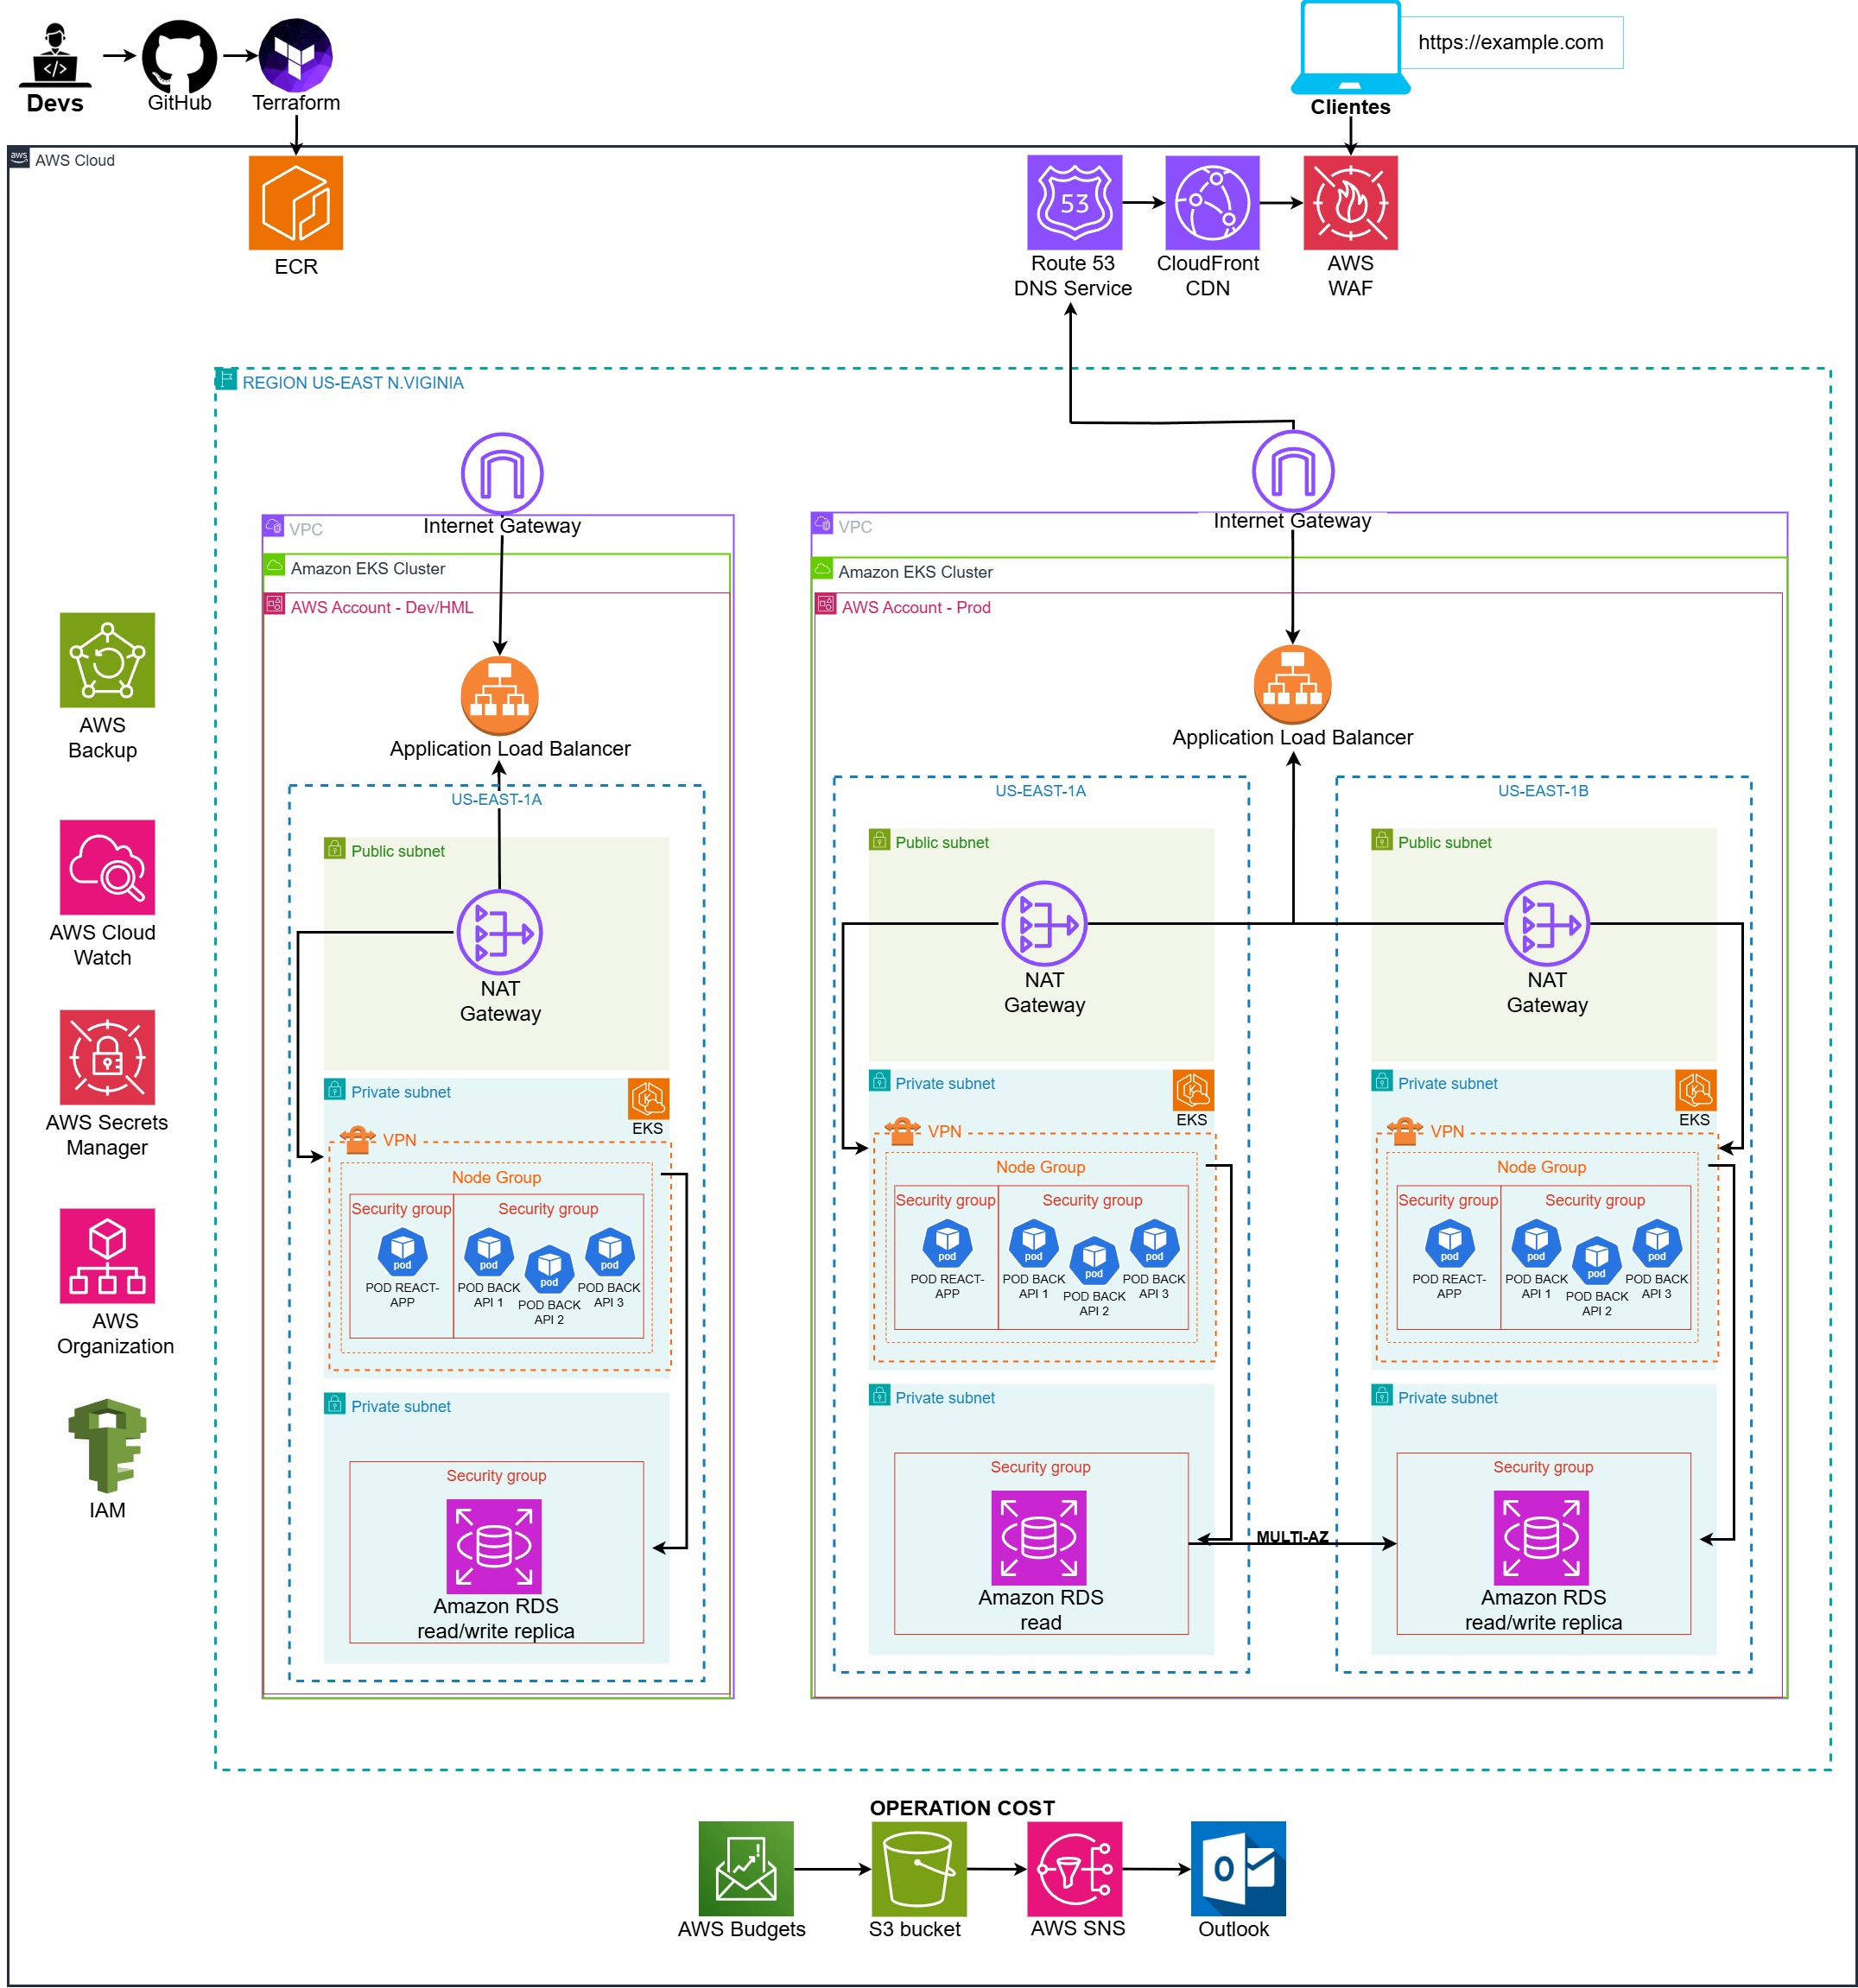 Devs
GitHub
Terraform
https://example.com
Clientes
aws
AWS Cloud
ECR
53
Route 53
DNS Service
CloudFront
CDN
AWS
WAF
REGION US-EAST N.VIGINIA
Internet Gateway
VPC
Amazon EKS Cluster
AWS Account - Dev/HML
Application Load Balancer
US-EAST-1A
Public subnet
NAT
Gateway
Private subnet
EKS
VPN
Node Group
Security group
Security group
pod
pod
pod
pod
POD REACT-
APP
POD BACK
API 1
POD BACK
API 2
POD BACK
API 3
Private subnet
Security group
Amazon RDS
read/write replica
Internet Gateway
VPC
Amazon EKS Cluster
AWS Account - Prod
Application Load Balancer
US-EAST-1A
Public subnet
NAT
Gateway
Private subnet
EKS
VPN
Node Group
Security group
Security group
pod
pod
pod
pod
POD REACT-
APP
POD BACK
API 1
POD BACK
API 2
POD BACK
API 3
Private subnet
Security group
Amazon RDS
read
MULTI-AZ
US-EAST-1B
Public subnet
NAT
Gateway
Private subnet
EKS
VPN
Node Group
Security group
Security group
pod
pod
pod
pod
POD REACT-
APP
POD BACK
API 1
POD BACK
API 2
POD BACK
API 3
Private subnet
Security group
Amazon RDS
read/write replica
AWS
Backup
AWS Cloud
Watch
AWS Secrets
Manager
AWS
Organization
IAM
OPERATION COST
AWS Budgets
S3 bucket
AWS SNS
O
Outlook